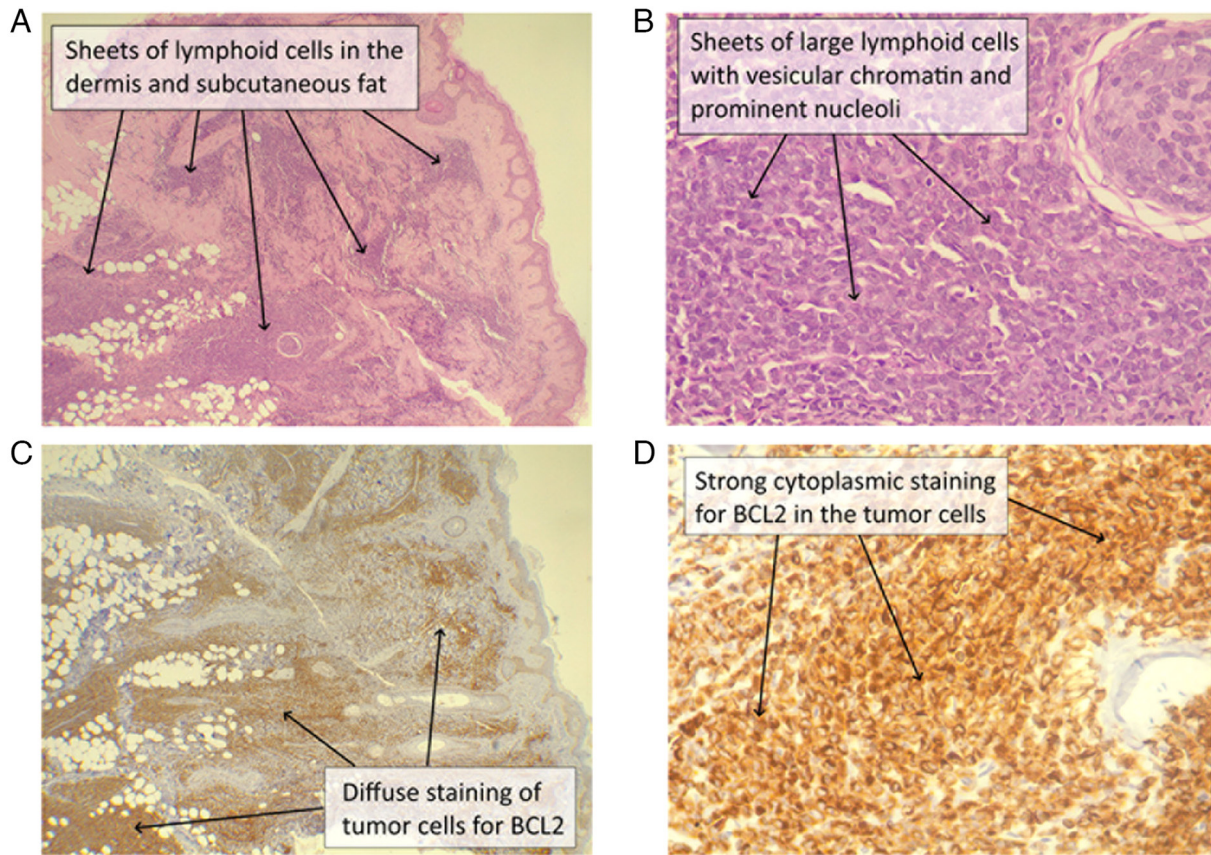 A
Sheets of lymphoid cells in the
dermis and subcutaneous fat
B
Sheets of large lymphoid cells
with vesicular chromatin and
prominent nucleoli
C
Diffuse staining of
tumor cells for BCL2
D
Strong cytoplasmic staining
for BCL2 in the tumor cells